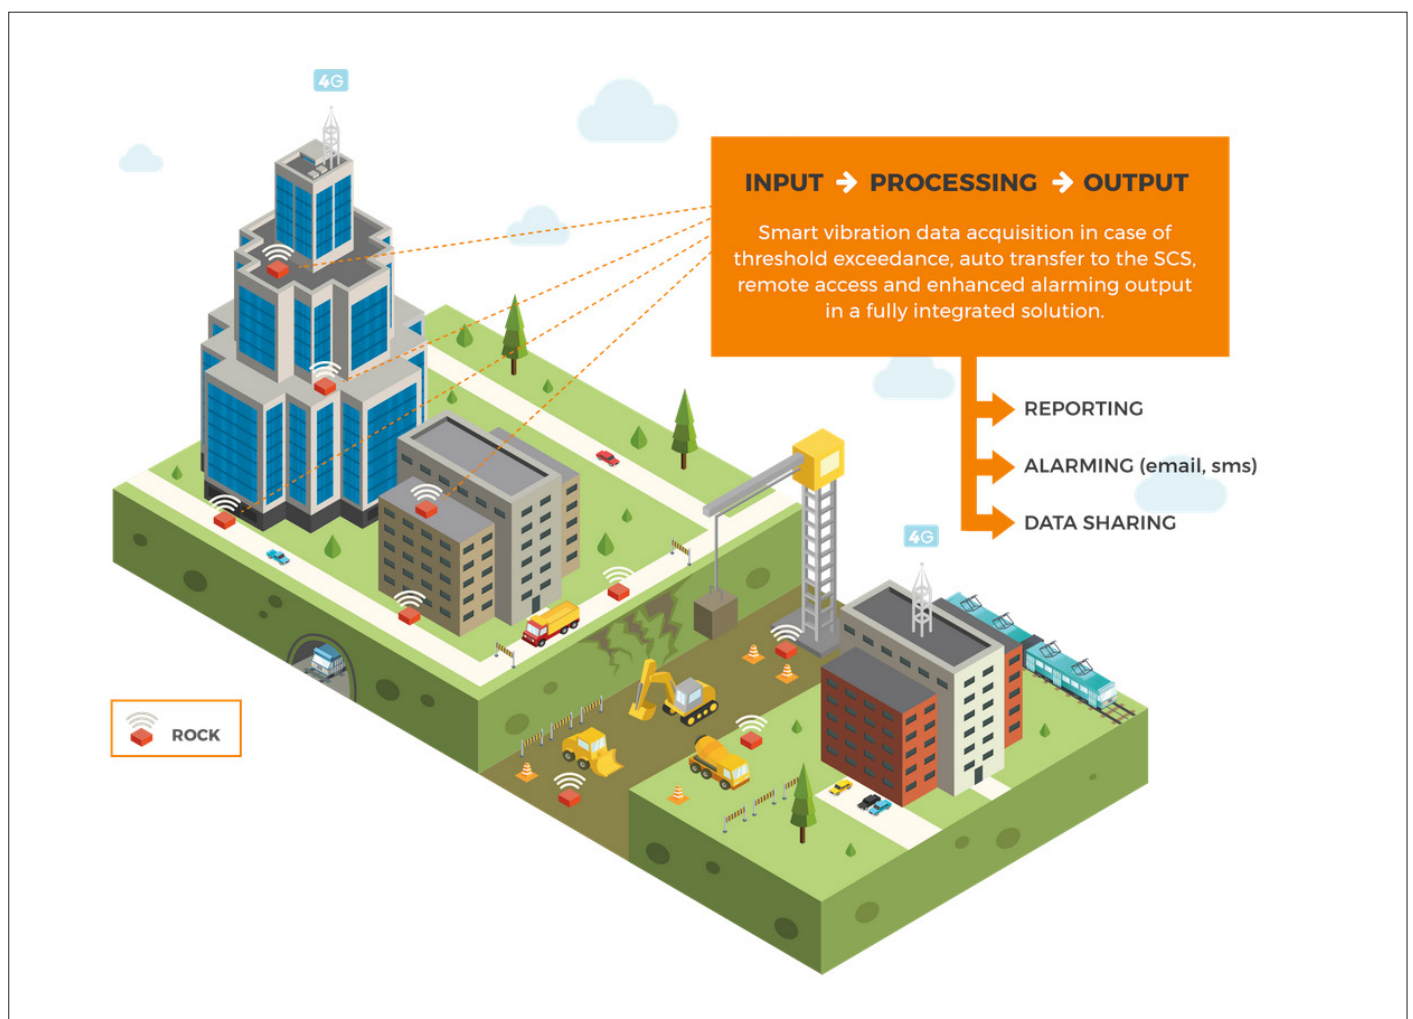 4G
INPUT → PROCESSING → OUTPUT
Smart vibration data acquisition in case of
threshold exceedance, auto transfer to the SCS,
remote access and enhanced alarming output
in a fully integrated solution.
REPORTING
ALARMING (email, sms)
DATA SHARING
4G
ROCK